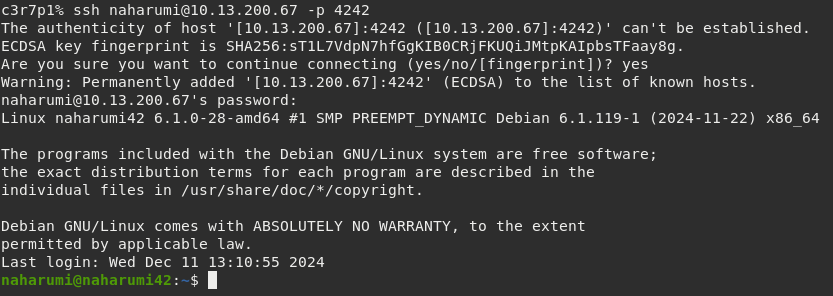 c3r7p1% ssh naharumi@10.13.200.67 -p 4242
The authenticity of host '[10.13.200.67]:4242 ([10.13.200.67]:4242)' can't be established.
ECDSA key fingerprint is SHA256:sT1L7VdpN7hfGgKIB0CRjFKUQiJMtpKAIpbsTFaay8g.
Are you sure you want to continue connecting (yes/no/[fingerprint])? yes
Warning: Permanently added '[10.13.200.67]:4242' (ECDSA) to the list of known hosts.
naharumi@10.13.200.67's password:
Linux naharumi42 6.1.0-28-amd64 #1 SMP PREEMPT_DYNAMIC Debian 6.1.119-1 (2024-11-22) x86_64
The programs included with the Debian GNU/Linux system are free software;
the exact distribution terms for each program are described in the
individual files in /usr/share/doc/*/copyright.
Debian GNU/Linux comes with ABSOLUTELY NO WARRANTY, to the extent
permitted by applicable law.
Last login: Wed Dec 11 13:10:55 2024
naharumi@naharumi42:~$